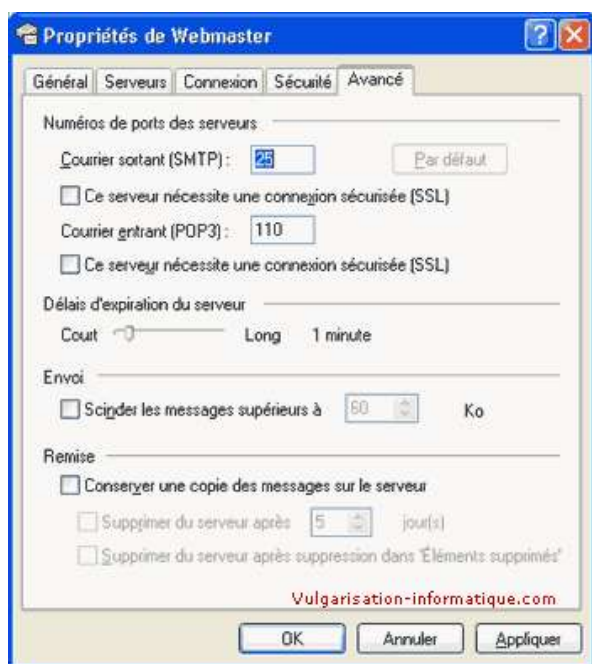 Propriétés de Webmaster
Général Serveurs Connexion Sécurité Avancé
Numéros de ports des serveurs
Courrier sortant (SMTP) : 25 Par défaut
Ce serveur nécessite une connexion sécurisée (SSL)
Courrier entrant (POP3) : 110
Ce serveur nécessite une connexion sécurisée (SSL)
Délais d'expiration du serveur
Court Long 1 minute
Envoi
Scinder les messages supérieurs à 60 Ko
Remise
Conserver une copie des messages sur le serveur
Supprimer du serveur après 5 jour(s)
Supprimer du serveur après suppression dans 'Éléments supprimés'
Vulgarisation-informatique.com
OK Annuler Appliquer